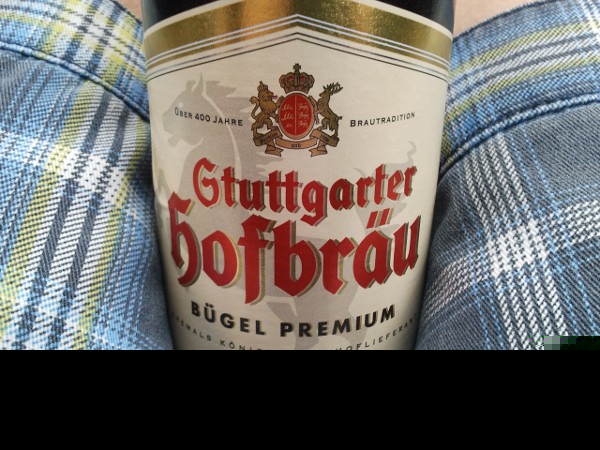 ÜBER 400 JAHRE BRAUTRADITION
Stuttgarter
Hofbräu
BÜGEL PREMIUM